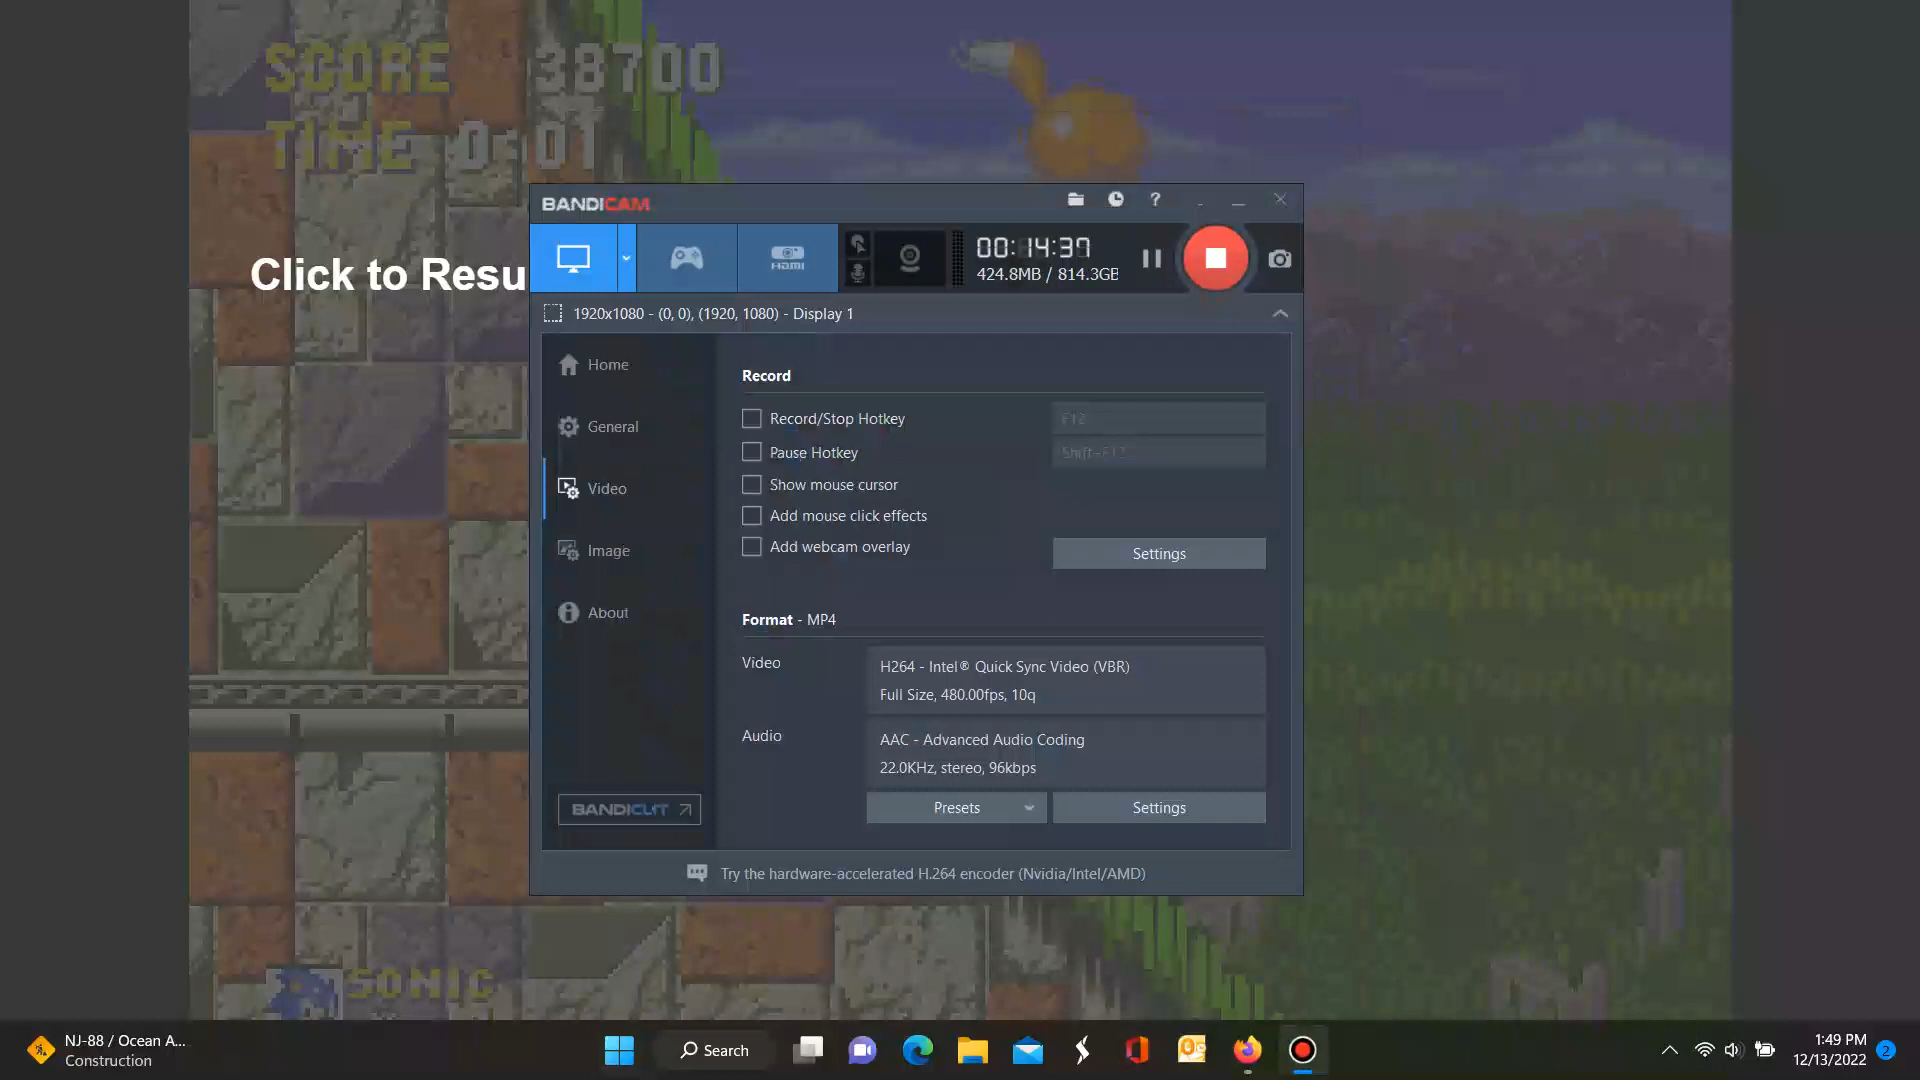 SCORE 38700
TIME 0:01
BANDICAM
?
Click to Resu
HDMI
00:14:37
424.8MB / 814.3GB
1920x1080 - (0, 0), (1920, 1080) - Display 1
Home
General
Video
Image
About
BANDICUT
Record
Record/Stop Hotkey
F12
Pause Hotkey
Shift+F12
Show mouse cursor
Add mouse click effects
Add webcam overlay
Settings
Format - MP4
Video
H264 - Intel® Quick Sync Video (VBR)
Full Size, 480.00fps, 10q
Audio
AAC - Advanced Audio Coding
22.0KHz, stereo, 96kbps
Presets
Settings
Try the hardware-accelerated H.264 encoder (Nvidia/Intel/AMD)
SONIC
NJ-88 / Ocean A...
Construction
Search
1:49 PM
12/13/2022
2